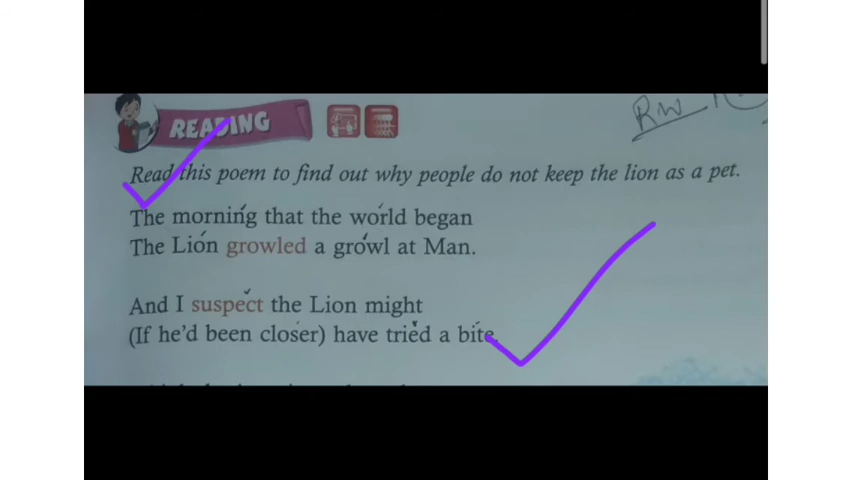 READING
Read this poem to find out why people do not keep the lion as a pet.
The morning that the world began
The Lion growled a growl at Man.
And I suspect the Lion might
(If he'd been closer) have tried a bite.